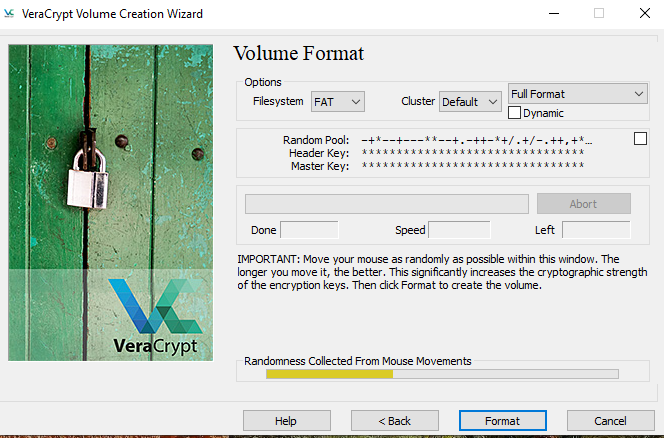 VeraCrypt Volume Creation Wizard
Volume Format
Options
Filesystem FAT Cluster Default Full Format
Dynamic
Random Pool: -+*--+---**--+.-++-*+/.+/-.++,+*...
Header Key: ********************************
Master Key: ********************************
Abort
Done Speed Left
IMPORTANT: Move your mouse as randomly as possible within this window. The
longer you move it, the better. This significantly increases the cryptographic strength
of the encryption keys. Then click Format to create the volume.
VeraCrypt
Randomness Collected From Mouse Movements
Help < Back Format Cancel